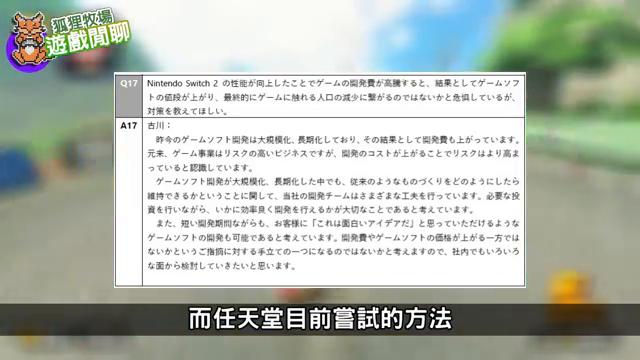 狐狸牧場
遊戲閒聊
Q17 Nintendo Switch 2 の性能が向上したことでゲームの開発費が高騰すると、結果としてゲームソフ
トの値段が上がり、最終的にゲームに触れる人口の減少に繋がるのではないかと危惧しているが、
対策を教えてほしい。
A17 古川：
昨今のゲームソフト開発は大規模化、長期化しており、その結果として開発費も上がっています。
元来、ゲーム事業はリスクの高いビジネスですが、開発のコストが上がることでリスクはより高ま
っていると認識しています。
ゲームソフト開発が大規模化、長期化した中でも、従来のようなものづくりをどのようにしたら
維持できるかということに関して、当社の開発チームはさまざまな工夫を行っています。必要な投
資を行いながら、いかに効率良く開発を行えるかが大切なことであると考えています。
また、短い開発期間ながらも、お客様に「これは面白いアイデアだ」と思っていただけるような
ゲームソフトの開発も可能であると考えています。開発費やゲームソフトの価格が上がる一方では
ないかというご指摘に対する手立ての一つになるのではないかと考えますので、社内でもいろいろ
な面から検討していきたいと思います。
而任天堂目前嘗試的方法